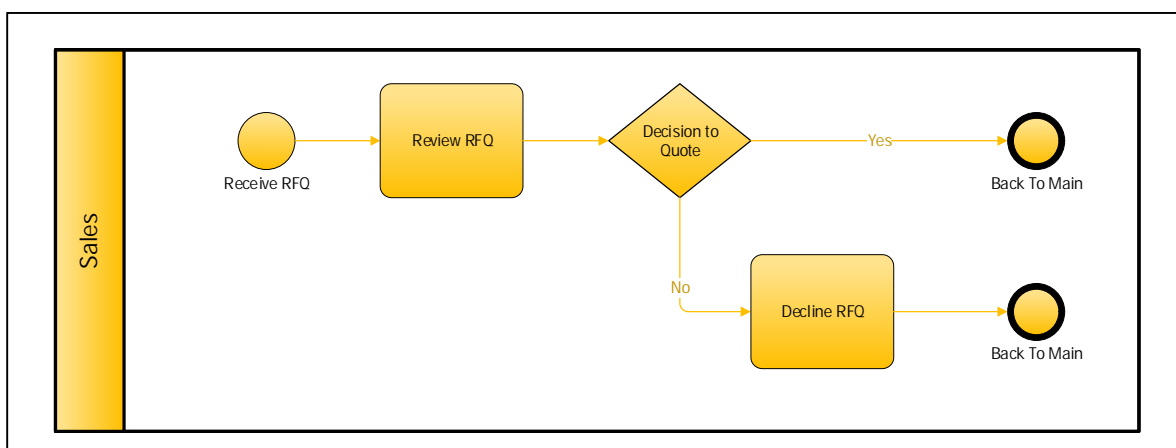 Sales
Receive RFQ
Review RFQ
Decision to
Quote
Yes
Back To Main
No
Decline RFQ
Back To Main